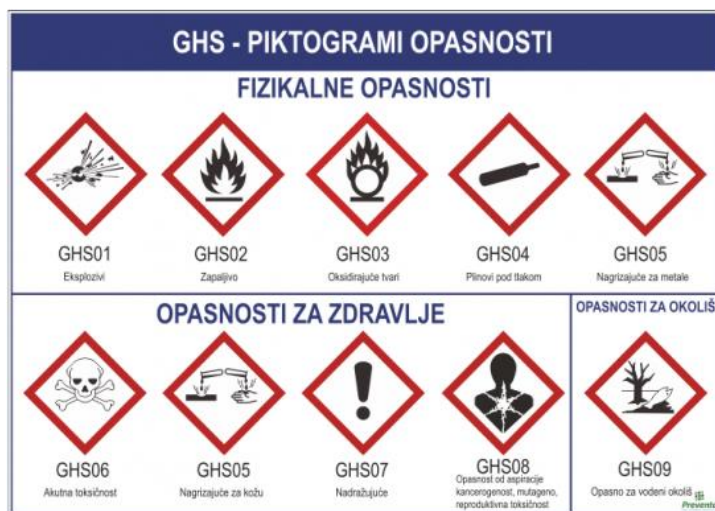 GHS - PIKTOGRAMI OPASNOSTI
FIZIKALNE OPASNOSTI
GHS01
Eksplozivi
GHS02
Zapaljivo
GHS03
Oksidirajuće tvari
GHS04
Plinovi pod tlakom
GHS05
Nagrizajuće za metale
OPASNOSTI ZA ZDRAVLJE
GHS06
Akutna toksičnost
GHS05
Nagrizajuće za kožu
GHS07
Nadražujuće
GHS08
Opasnost od aspiracije
kancerogenost, mutageno,
reproduktivna toksičnost
OPASNOSTI ZA OKOLIŠ
GHS09
Opasno za vodeni okoliš
Preventa